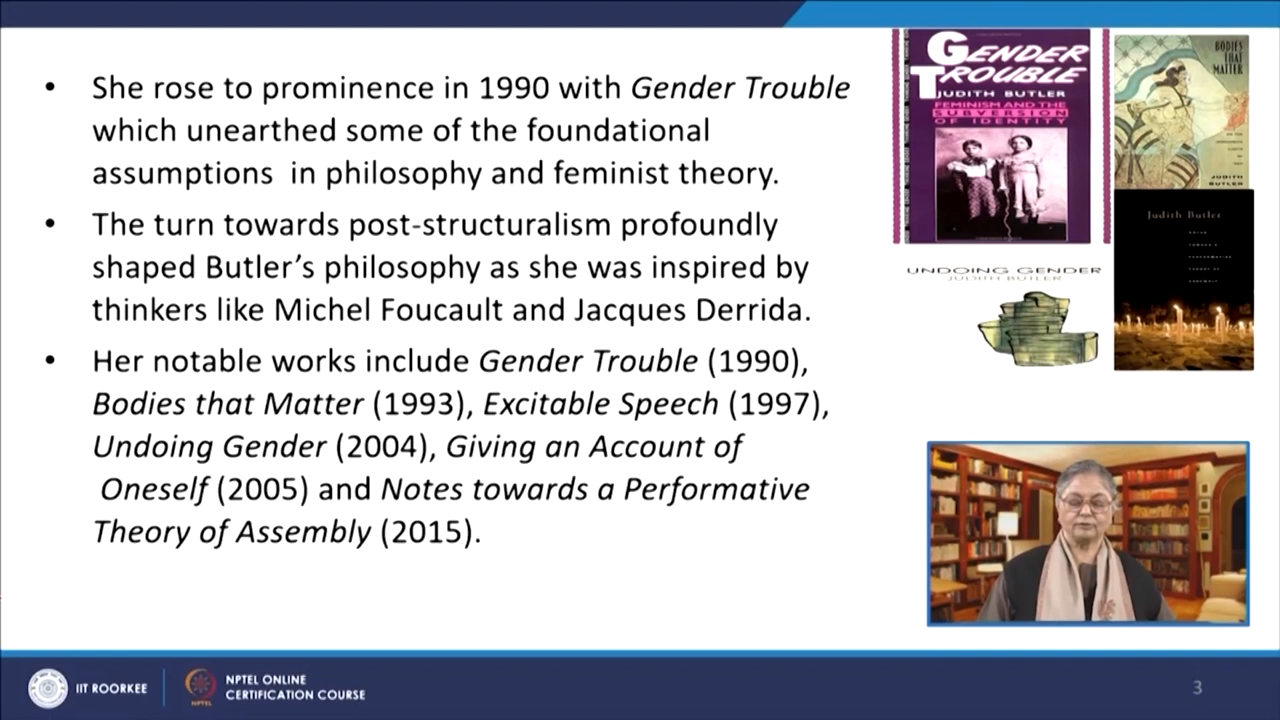 • She rose to prominence in 1990 with Gender Trouble
which unearthed some of the foundational
assumptions in philosophy and feminist theory.
• The turn towards post-structuralism profoundly
shaped Butler’s philosophy as she was inspired by
thinkers like Michel Foucault and Jacques Derrida.
• Her notable works include Gender Trouble (1990),
Bodies that Matter (1993), Excitable Speech (1997),
Undoing Gender (2004), Giving an Account of
Oneself (2005) and Notes towards a Performative
Theory of Assembly (2015).
GENDER
TROUBLE
JUDITH BUTLER
FEMINISM AND THE
SUBVERSION
OF IDENTITY
BODIES
THAT
MATTER
JUDITH
BUTLER
Judith Butler
UNDOING GENDER
JUDITH BUTLER
IIT ROORKEE
NPTEL
NPTEL ONLINE
CERTIFICATION COURSE
3